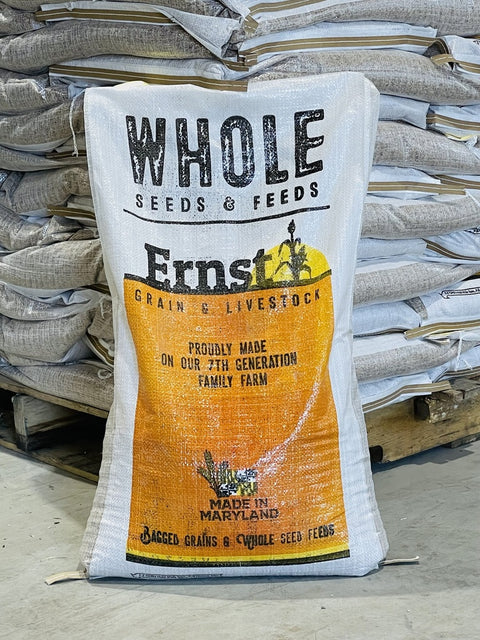 WHOLE
SEEDS & FEEDS
Ernst
GRAIN & LIVESTOCK
PROUDLY MADE
ON OUR 7TH GENERATION
FAMILY FARM
MADE IN
MARYLAND
BAGGED GRAINS & WHOLE SEED FEEDS